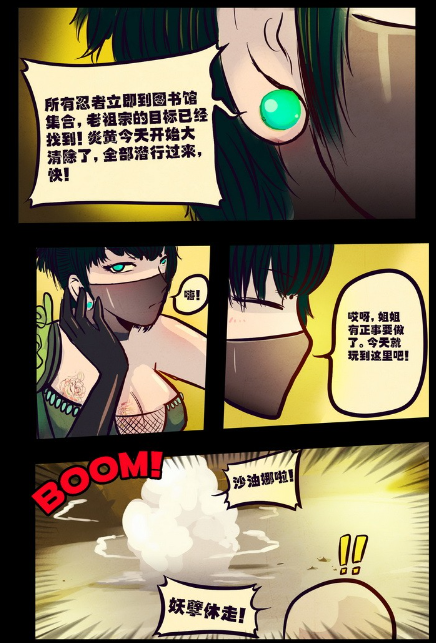 所有忍者立即到图书馆
集合，老祖宗的目标已经
找到！炎黄今天开始大
清除了，全部潜行过来，
快！
嗨！
哎呀，姐姐
有正事要做
了。今天就
玩到这里吧！
BOOM!
沙油娜啦！
!!
妖孽休走！